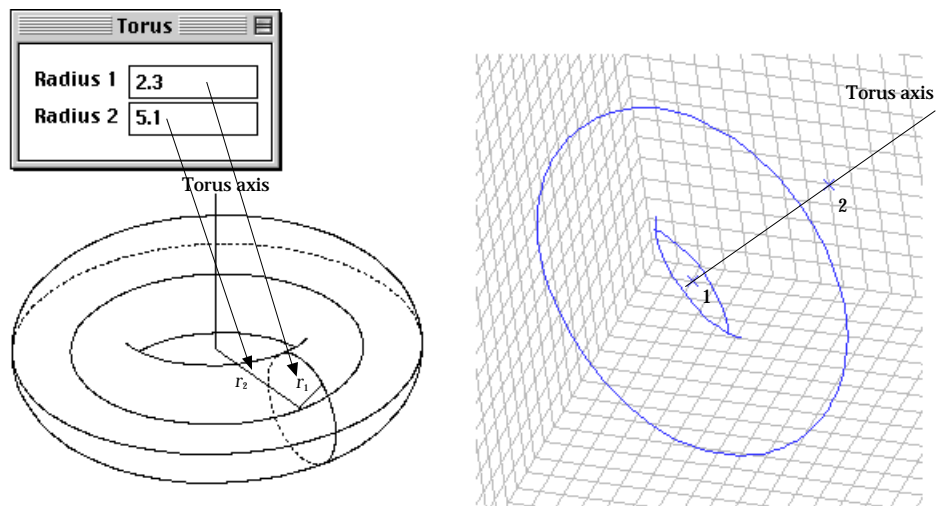 Torus
Radius 1 2.3
Radius 2 5.1
Torus axis
r2
r1
Torus axis
2
1